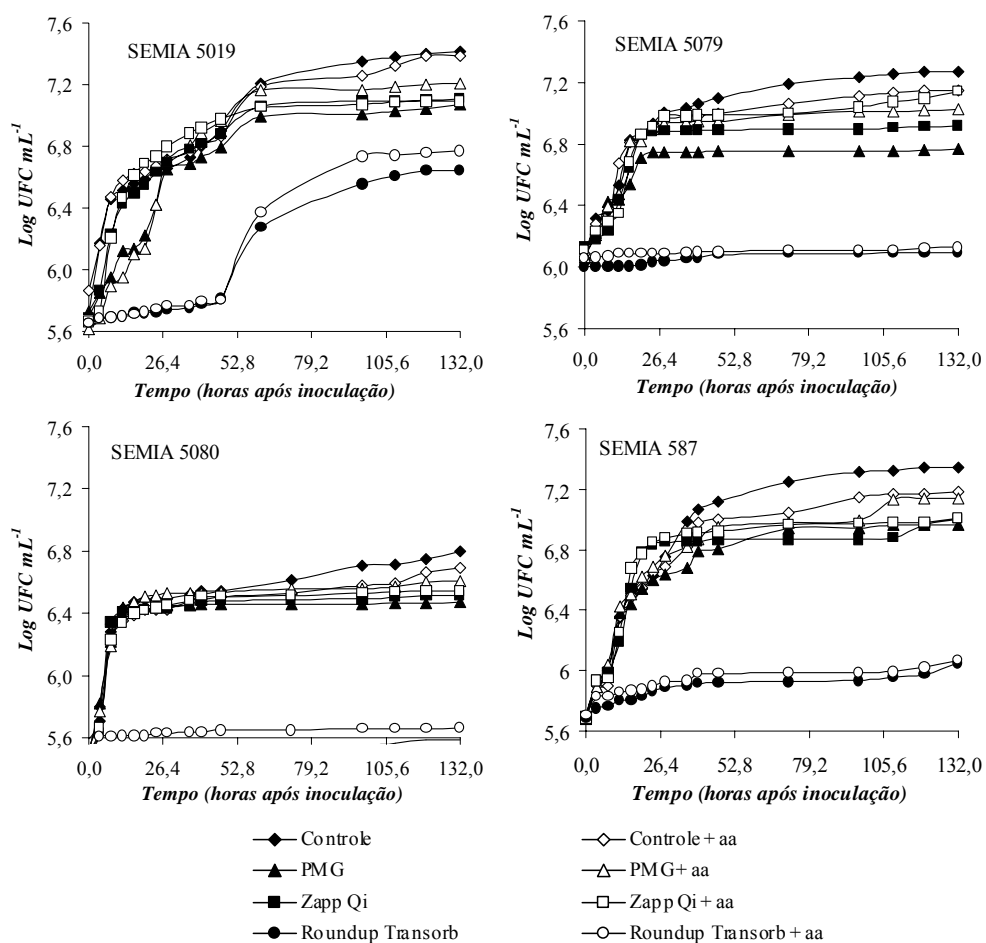 SEMIA 5019
Log UFC mL-1
7,6
7,2
6,8
6,4
6,0
5,6
0,0 26,4 52,8 79,2 105,6 132,0
Tempo (horas após inoculação)
SEMIA 5079
Log UFC mL-1
7,6
7,2
6,8
6,4
6,0
5,6
0,0 26,4 52,8 79,2 105,6 132,0
Tempo (horas após inoculação)
SEMIA 5080
Log UFC mL-1
7,6
7,2
6,8
6,4
6,0
5,6
0,0 26,4 52,8 79,2 105,6 132,0
Tempo (horas após inoculação)
SEMIA 587
Log UFC mL-1
7,6
7,2
6,8
6,4
6
5,6
0,0 26,4 52,8 79,2 105,6 132,0
Tempo (horas após inoculação)
Controle
PMG
Zapp Qi
Roundup Transorb
Controle + aa
PMG + aa
Zapp Qi + aa
Roundup Transorb + aa